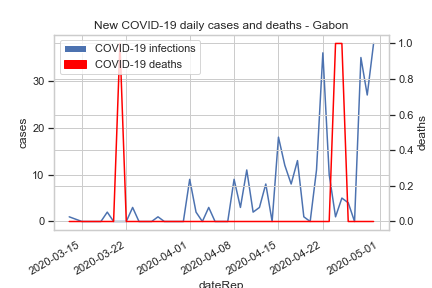 New COVID-19 daily cases and deaths - Gabon
COVID-19 infections
COVID-19 deaths
cases
30
20
10
0
deaths
1.0
0.8
0.6
0.4
0.2
0.0
2020-03-15
2020-03-22
2020-04-01
2020-04-08
2020-04-15
2020-04-22
2020-05-01
dateRep